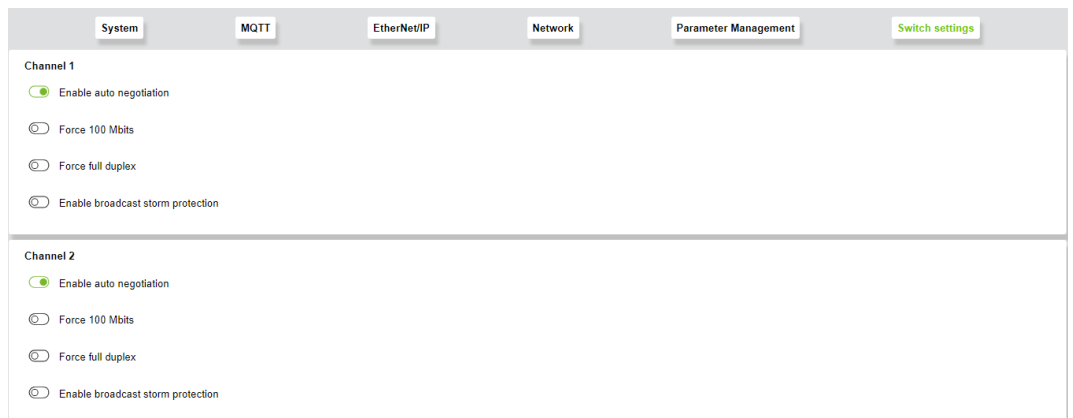 System MQTT EtherNet/IP Network Parameter Management Switch settings
Channel 1
Enable auto negotiation
Force 100 Mbits
Force full duplex
Enable broadcast storm protection
Channel 2
Enable auto negotiation
Force 100 Mbits
Force full duplex
Enable broadcast storm protection